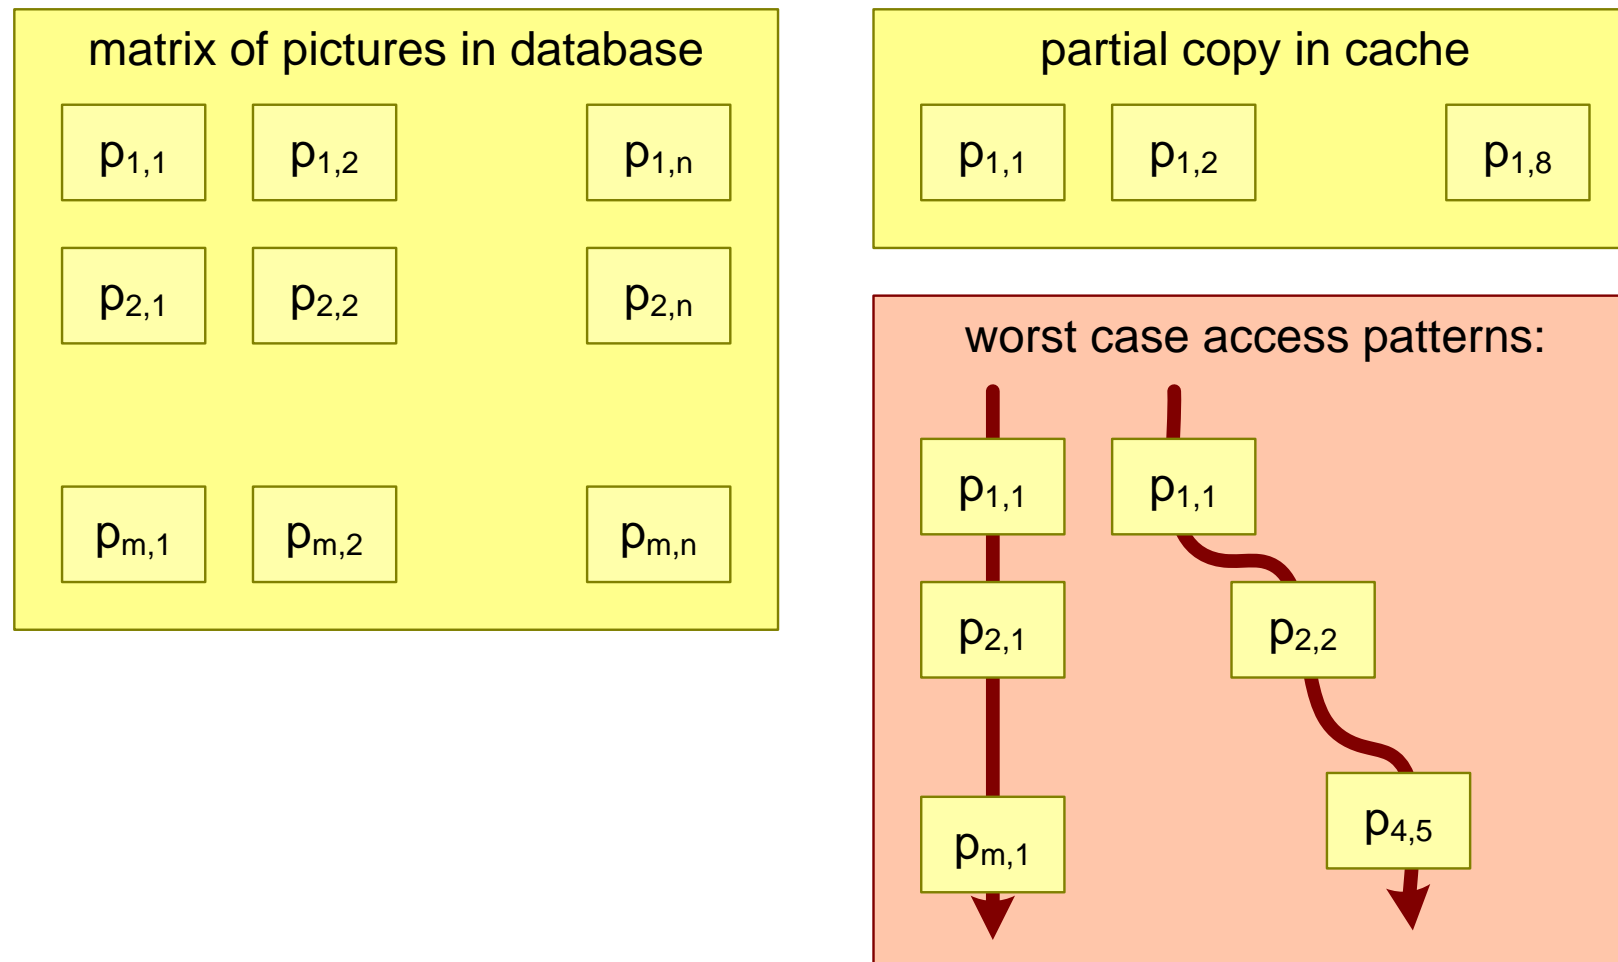 matrix of pictures in database
p1,1 p1,2 p1,n
p2,1 p2,2 p2,n
pm,1 pm,2 pm,n
partial copy in cache
p1,1 p1,2 p1,8
worst case access patterns:
p1,1 p1,1
p2,1 p2,2
pm,1 p4,5